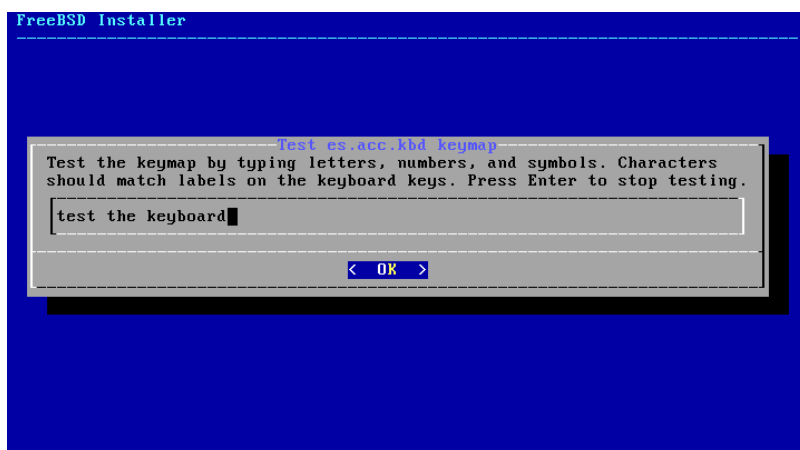 FreeBSD Installer
Test es.acc.kbd keymap
Test the keymap by typing letters, numbers, and symbols. Characters
should match labels on the keyboard keys. Press Enter to stop testing.
test the keyboard
< OK >